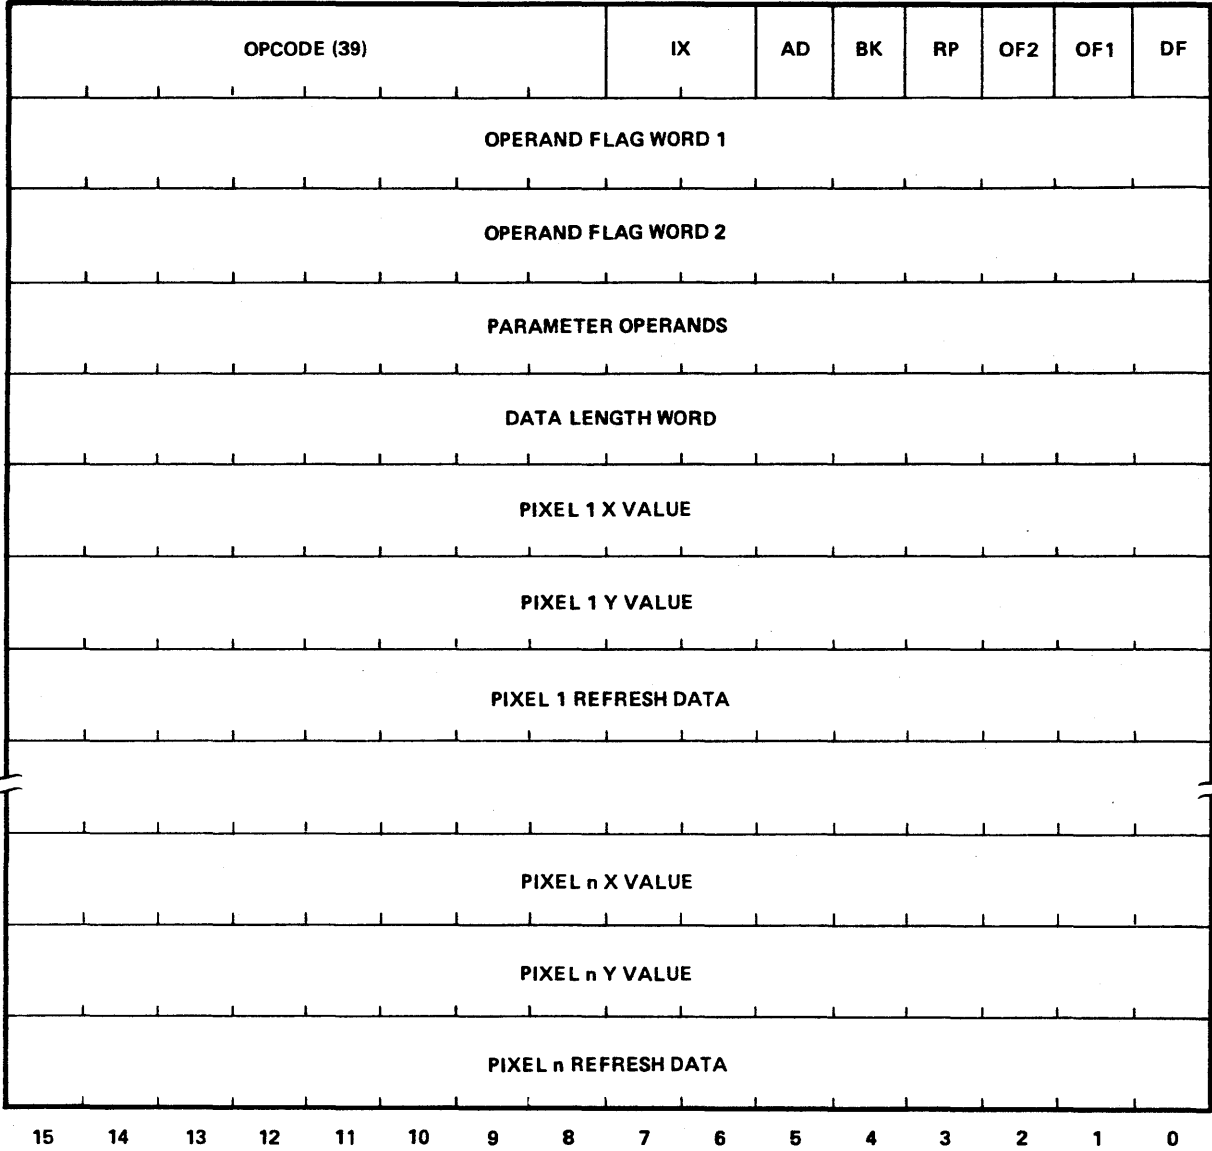 OPCODE (39) IX AD BK RP OF2 OF1 DF
OPERAND FLAG WORD 1
OPERAND FLAG WORD 2
PARAMETER OPERANDS
DATA LENGTH WORD
PIXEL 1 X VALUE
PIXEL 1 Y VALUE
PIXEL 1 REFRESH DATA
PIXEL n X VALUE
PIXEL n Y VALUE
PIXEL n REFRESH DATA
15 14 13 12 11 10 9 8 7 6 5 4 3 2 1 0